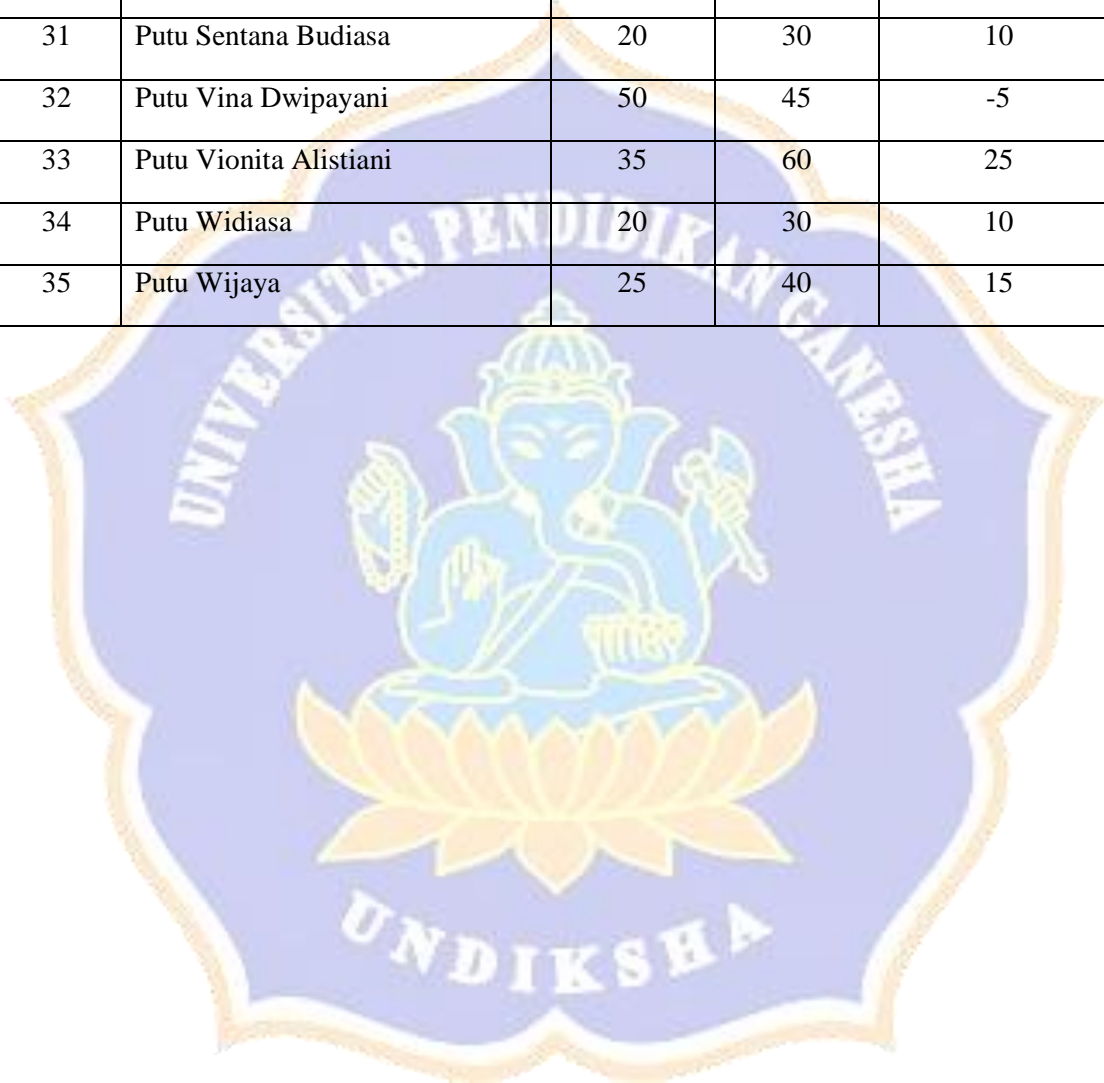 31 Putu Sentana Budiasa 20 30 10
32 Putu Vina Dwipayani 50 45 -5
33 Putu Vionita Alistiani 35 60 25
34 Putu Widiasa 20 30 10
35 Putu Wijaya 25 40 15
UNIVERSITAS PENDIDIKAN GANESHA
UNDIKSHA